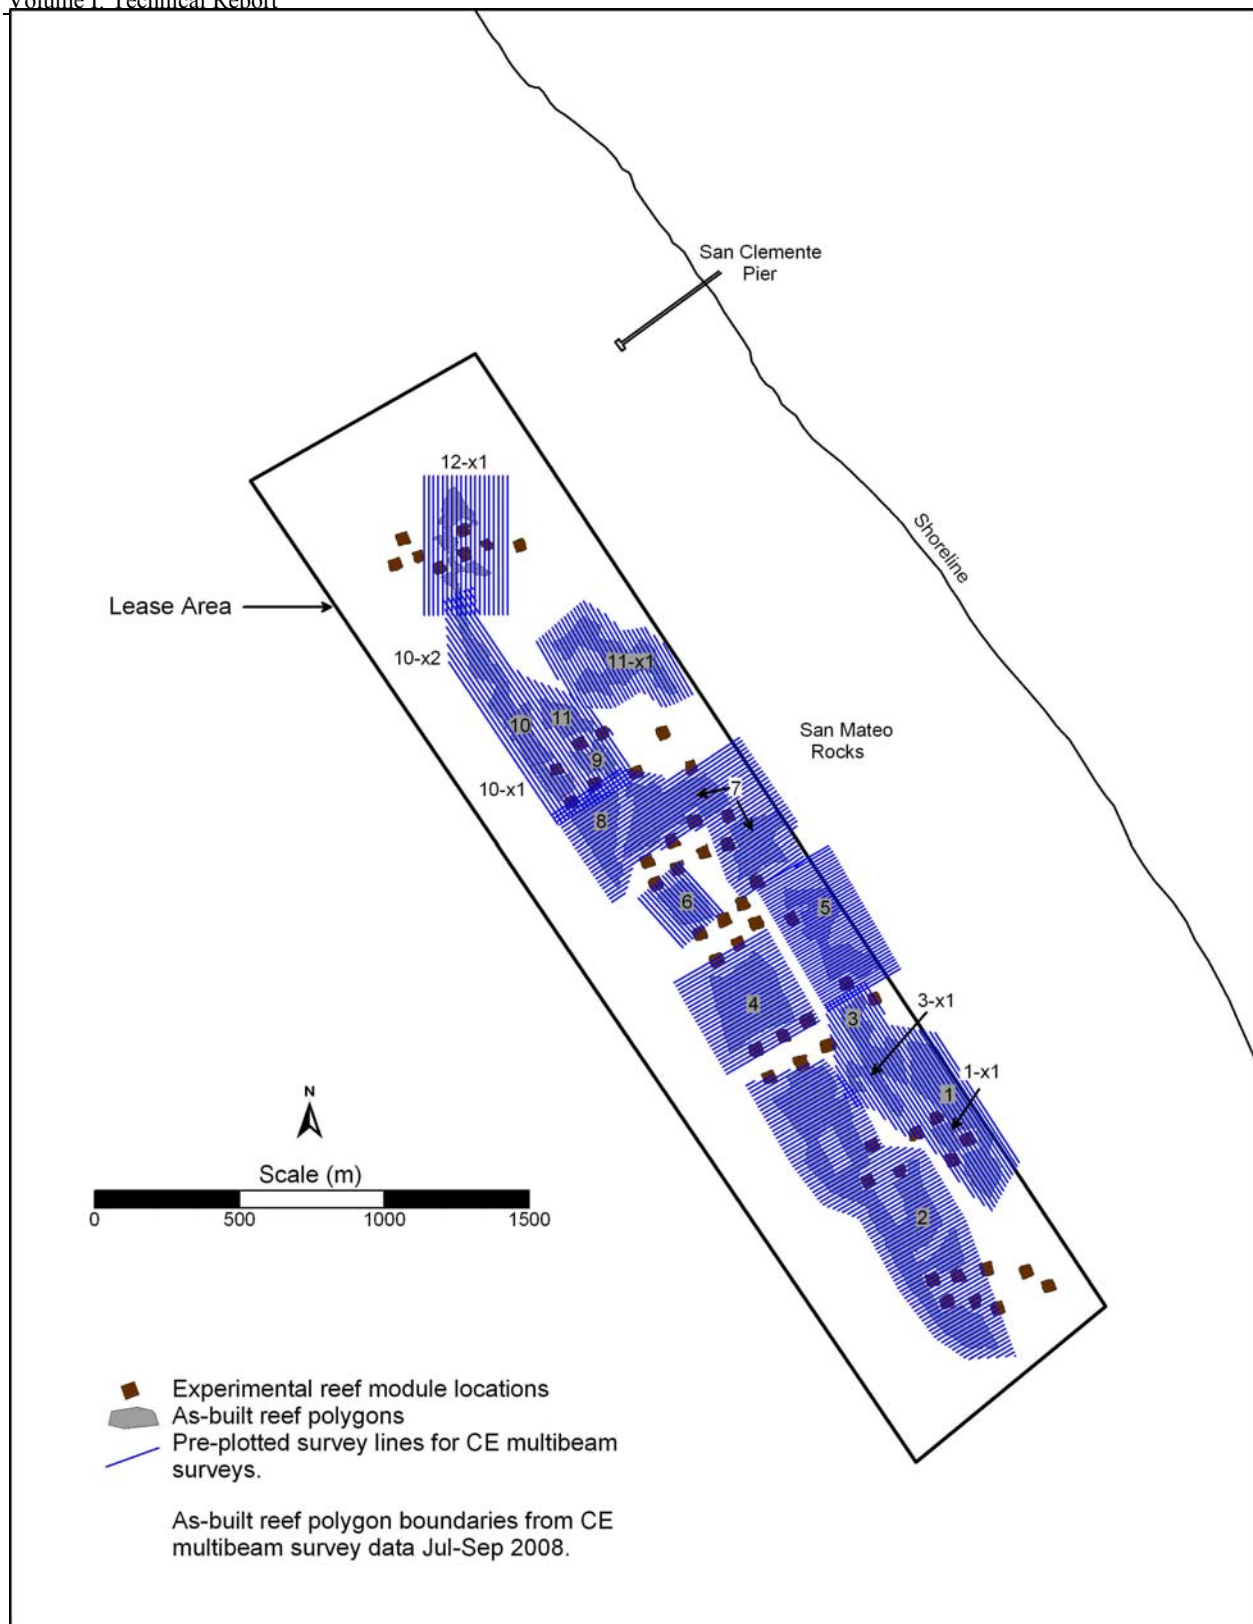 Volume I: Technical Report
San Clemente
Pier
12-x1
Shoreline
Lease Area
10-x2
11-x1
10
11
San Mateo
Rocks
9
10-x1
7
8
6
5
4
3
3-x1
1
1-x1
2
N
Scale (m)
0 500 1000 1500
Experimental reef module locations
As-built reef polygons
Pre-plotted survey lines for CE multibeam
surveys.
As-built reef polygon boundaries from CE
multibeam survey data Jul-Sep 2008.